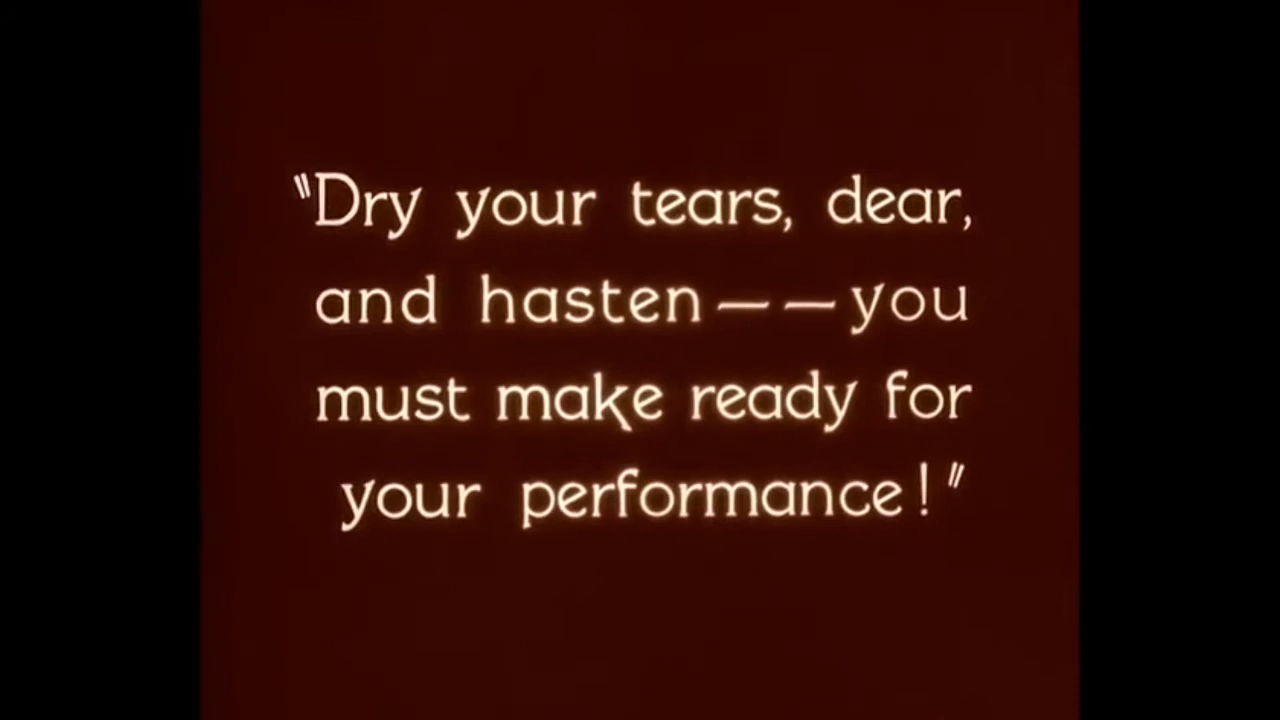 "Dry your tears, dear,
and hasten——you
must make ready for
your performance!"